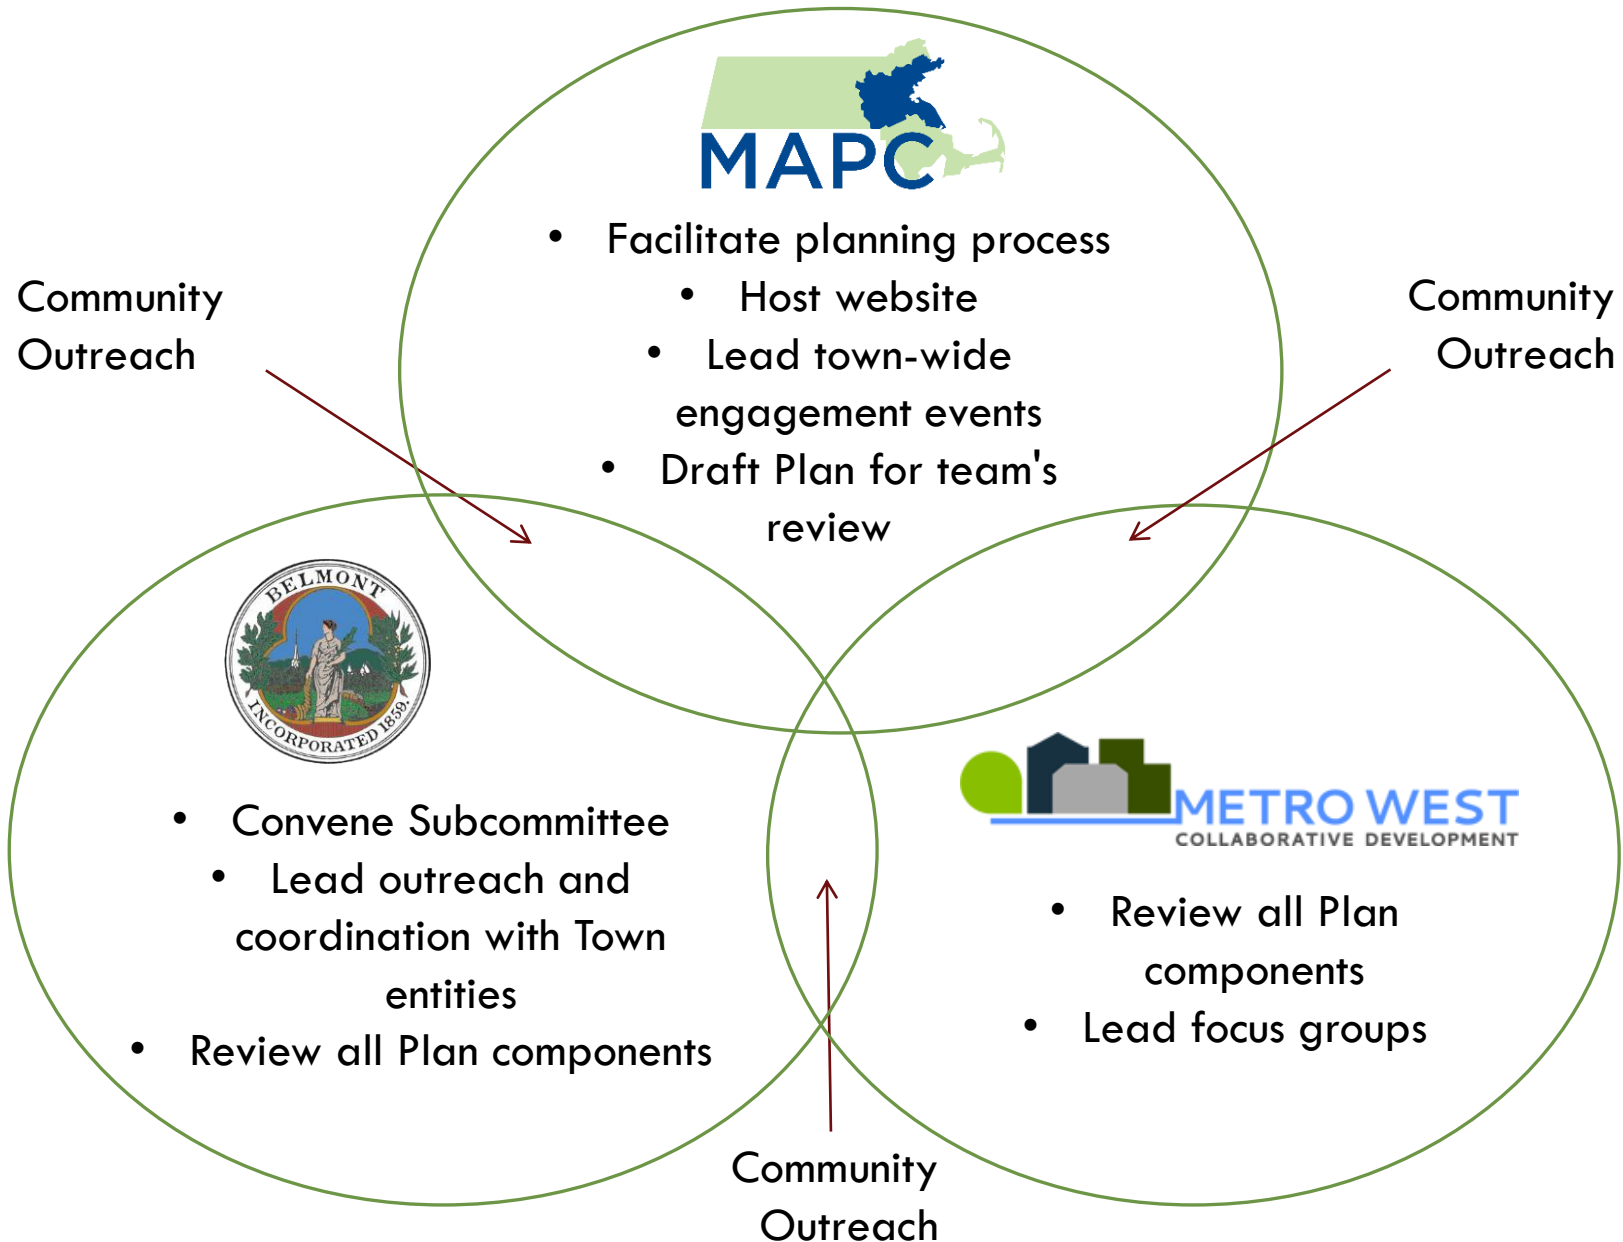 MAPC
• Facilitate planning process
• Host website
• Lead town-wide
engagement events
• Draft Plan for team's
review
Community
Outreach
Community
Outreach
BELMONT
INCORPORATED 1859.
• Convene Subcommittee
• Lead outreach and
coordination with Town
entities
• Review all Plan components
METRO WEST
COLLABORATIVE DEVELOPMENT
• Review all Plan
components
• Lead focus groups
Community
Outreach